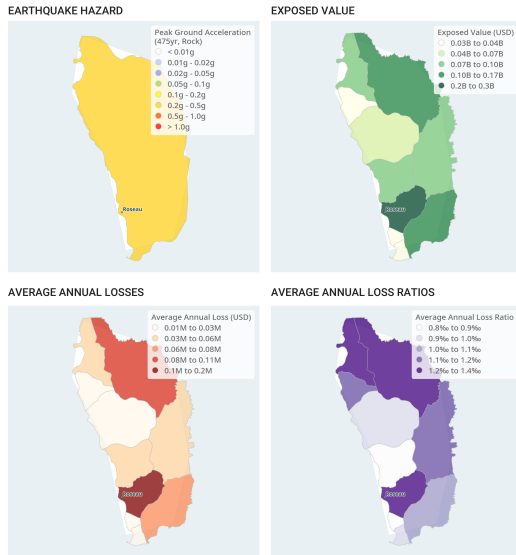 EARTHQUAKE HAZARD
Peak Ground Acceleration
(475yr, Rock)
< 0.01g
0.01g - 0.02g
0.02g - 0.05g
0.05g - 0.1g
0.1g - 0.2g
0.2g - 0.5g
0.5g - 1.0g
> 1.0g
Roseau
EXPOSED VALUE
Exposed Value (USD)
0.03B to 0.04B
0.04B to 0.07B
0.07B to 0.10B
0.10B to 0.17B
0.2B to 0.3B
Roseau
AVERAGE ANNUAL LOSSES
Average Annual Loss (USD)
0.01M to 0.03M
0.03M to 0.06M
0.06M to 0.08M
0.08M to 0.11M
0.1M to 0.2M
Roseau
AVERAGE ANNUAL LOSS RATIOS
Average Annual Loss Ratio
0.8‰ to 0.9‰
0.9‰ to 1.0‰
1.0‰ to 1.1‰
1.1‰ to 1.2‰
1.2‰ to 1.4‰
Roseau